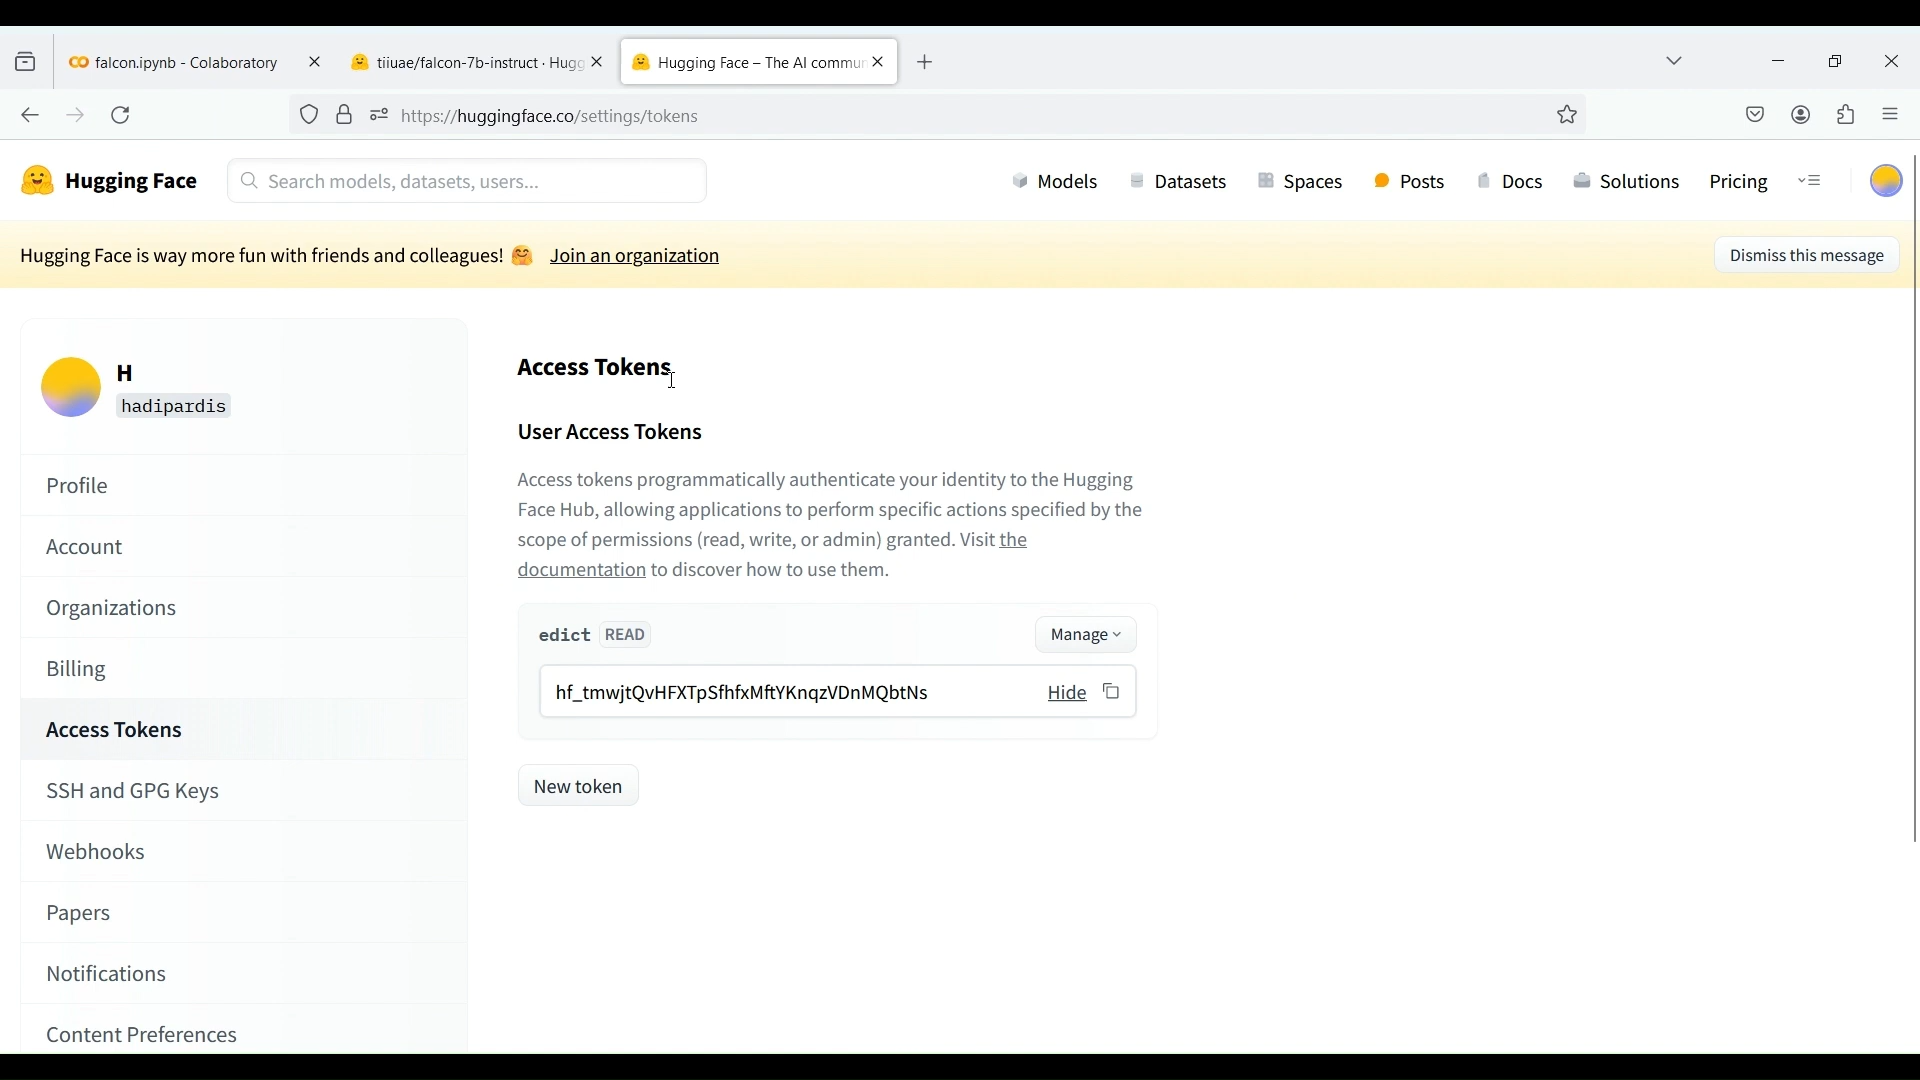 falcon.ipynb - Colaboratory
tiiuae/falcon-7b-instruct · Hugg
Hugging Face – The AI commun
https://huggingface.co/settings/tokens
Hugging Face
Search models, datasets, users...
Models
Datasets
Spaces
Posts
Docs
Solutions
Pricing
Hugging Face is way more fun with friends and colleagues! 🤗 Join an organization
Dismiss this message
H
hadipardis
Profile
Account
Organizations
Billing
Access Tokens
SSH and GPG Keys
Webhooks
Papers
Notifications
Content Preferences
Access Tokens
User Access Tokens
Access tokens programmatically authenticate your identity to the Hugging
Face Hub, allowing applications to perform specific actions specified by the
scope of permissions (read, write, or admin) granted. Visit the
documentation to discover how to use them.
edict READ
Manage
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
Hide
New token